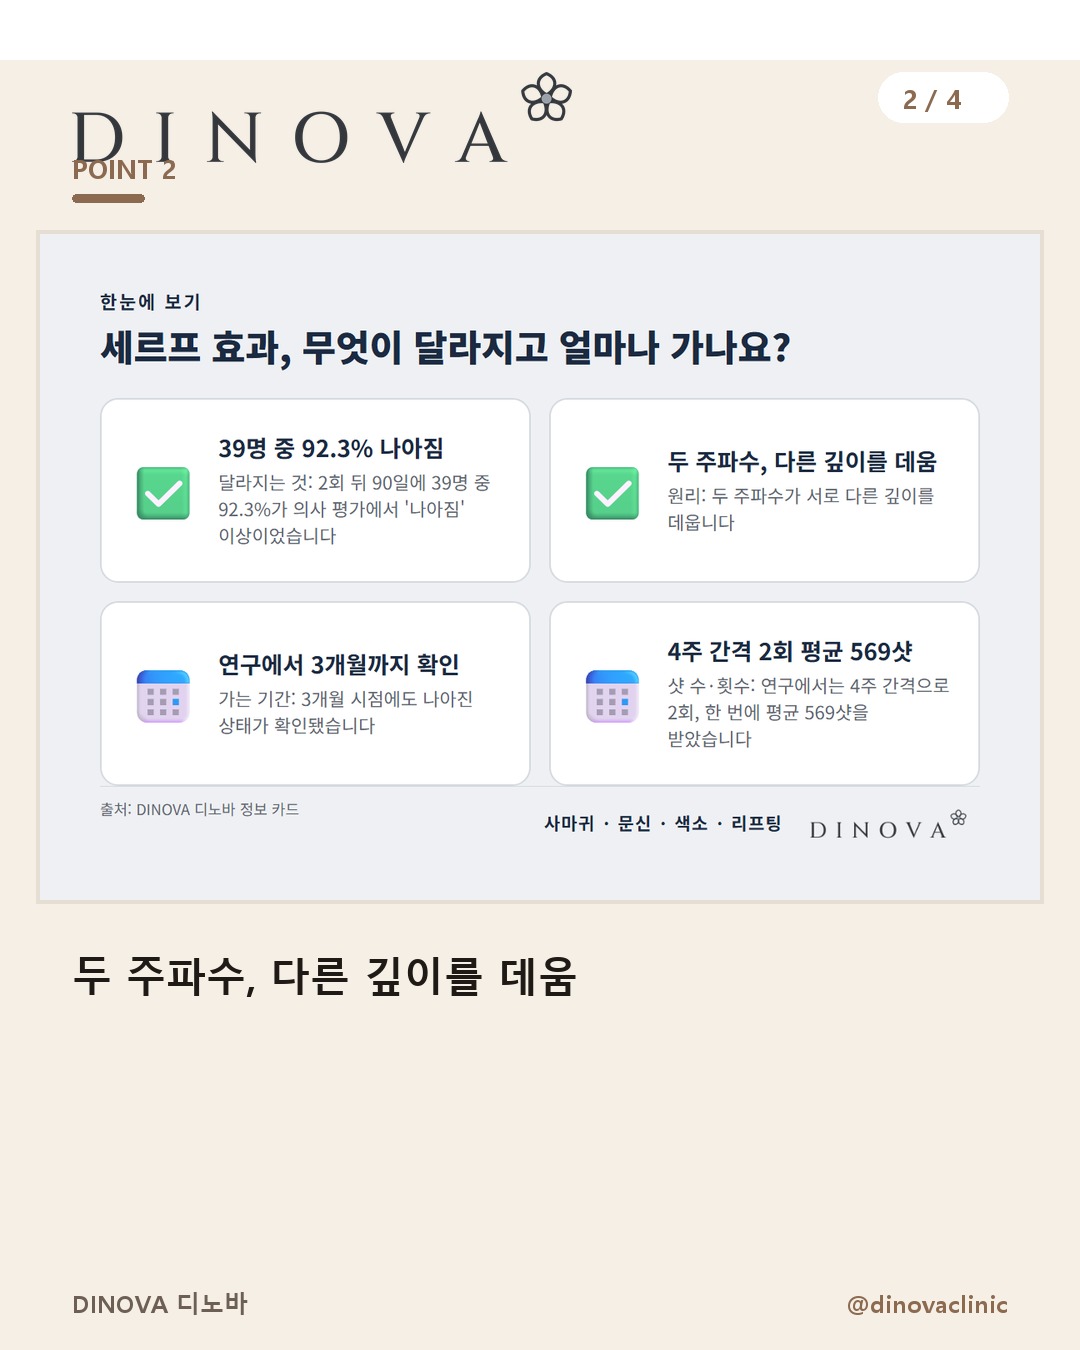 DINOVA
2 / 4
POINT 2
한눈에 보기
세르프 효과, 무엇이 달라지고 얼마나 가나요?
39명 중 92.3% 나아짐
달라지는 것: 2회 뒤 90일에 39명 중
92.3%가 의사 평가에서 '나아짐'
이상이었습니다
두 주파수, 다른 깊이를 데움
원리: 두 주파수가 서로 다른 깊이를
데웁니다
연구에서 3개월까지 확인
가는 기간: 3개월 시점에도 나아진
상태가 확인됐습니다
4주 간격 2회 평균 569샷
샷 수·횟수: 연구에서는 4주 간격으로
2회, 한 번에 평균 569샷을
받았습니다
출처: DINOVA 디노바 정보 카드
사마귀 · 문신 · 색소 · 리프팅
DINOVA
두 주파수, 다른 깊이를 데움
DINOVA 디노바
@dinovaclinic